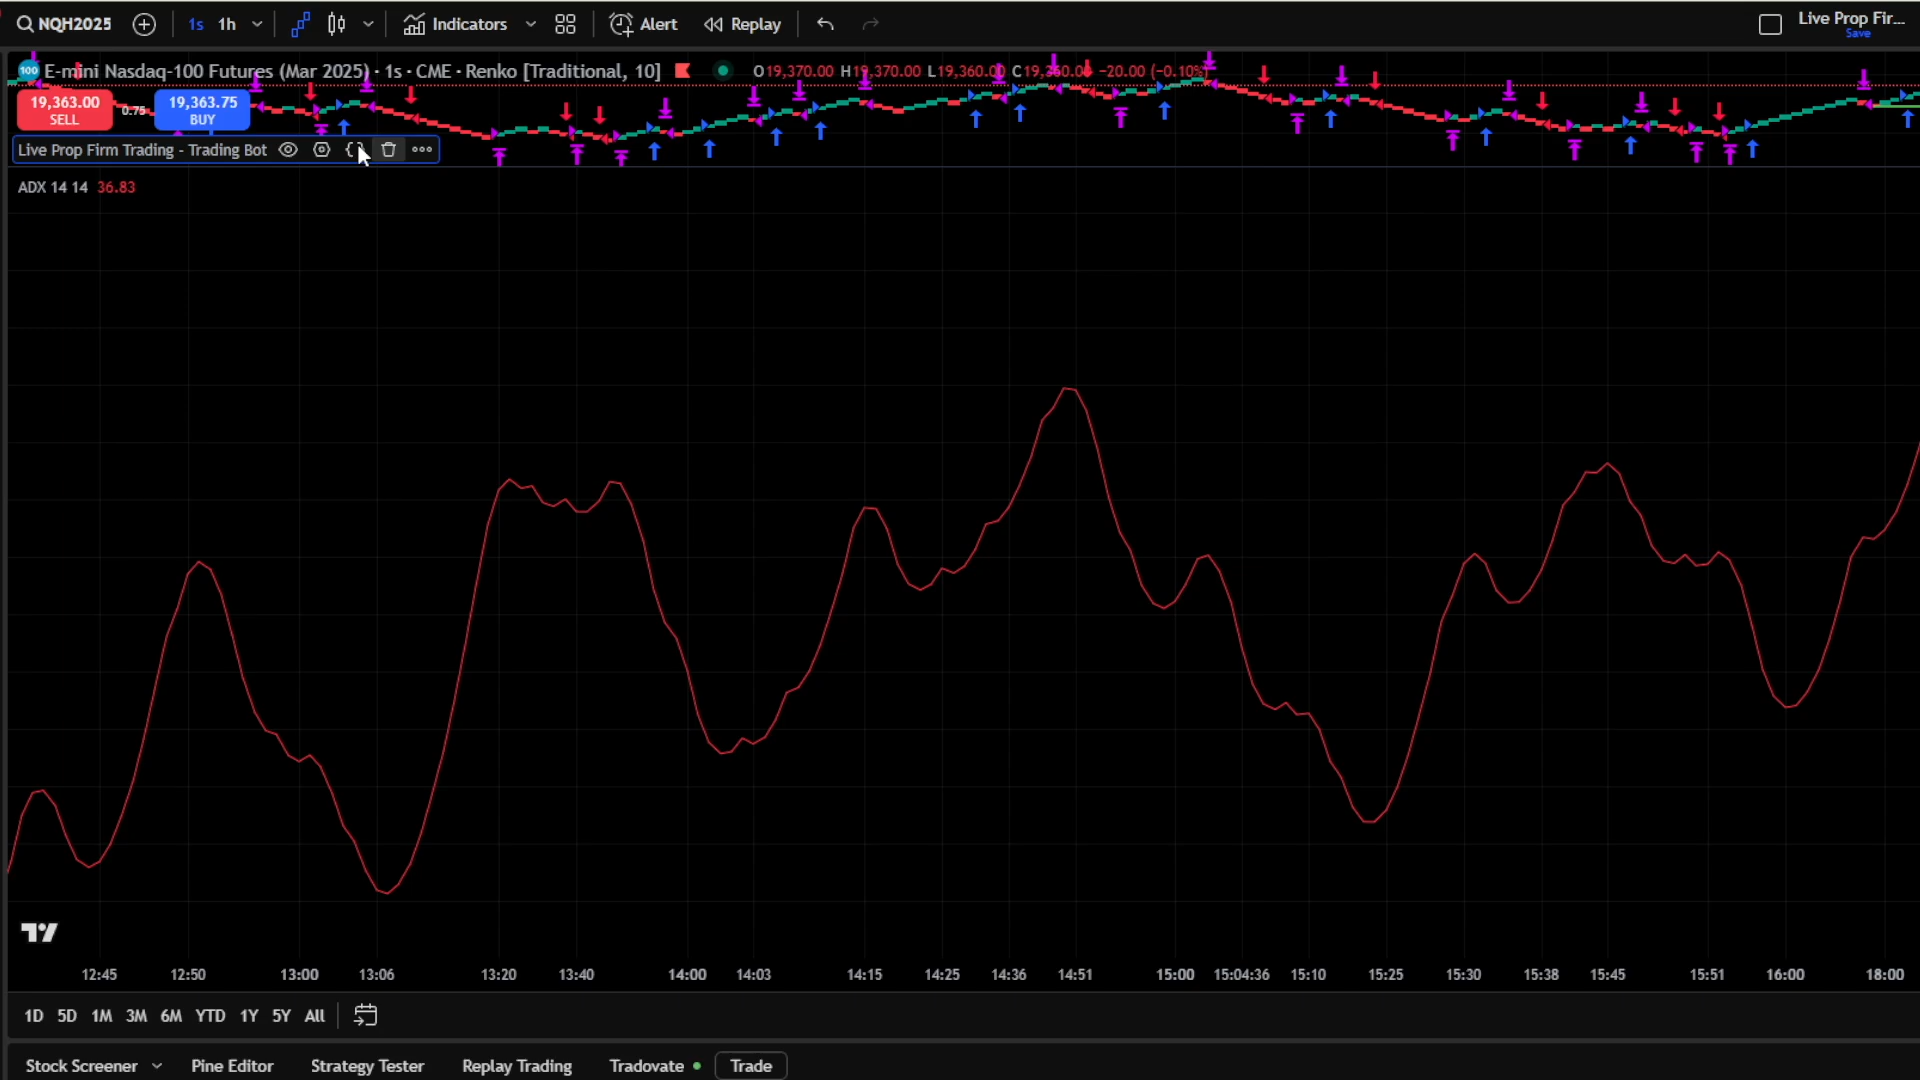 NQH2025 1s 1h Indicators Alert Replay Live Prop Fir...
Save
100 E-mini Nasdaq-100 Futures (Mar 2025) · 1s · CME · Renko [Traditional, 10] O19,370.00 H19,370.00 L19,360.00 C19,360.00 −20.00 (−0.10%)
19,363.00 0.75 19,363.75
SELL BUY
Live Prop Firm Trading - Trading Bot
ADX 14 14 36.83
12:45 12:50 13:00 13:06 13:20 13:40 14:00 14:03 14:15 14:25 14:36 14:51 15:00 15:04:36 15:10 15:25 15:30 15:38 15:45 15:51 16:00 18:00
1D 5D 1M 3M 6M YTD 1Y 5Y All
Stock Screener Pine Editor Strategy Tester Replay Trading Tradovate Trade